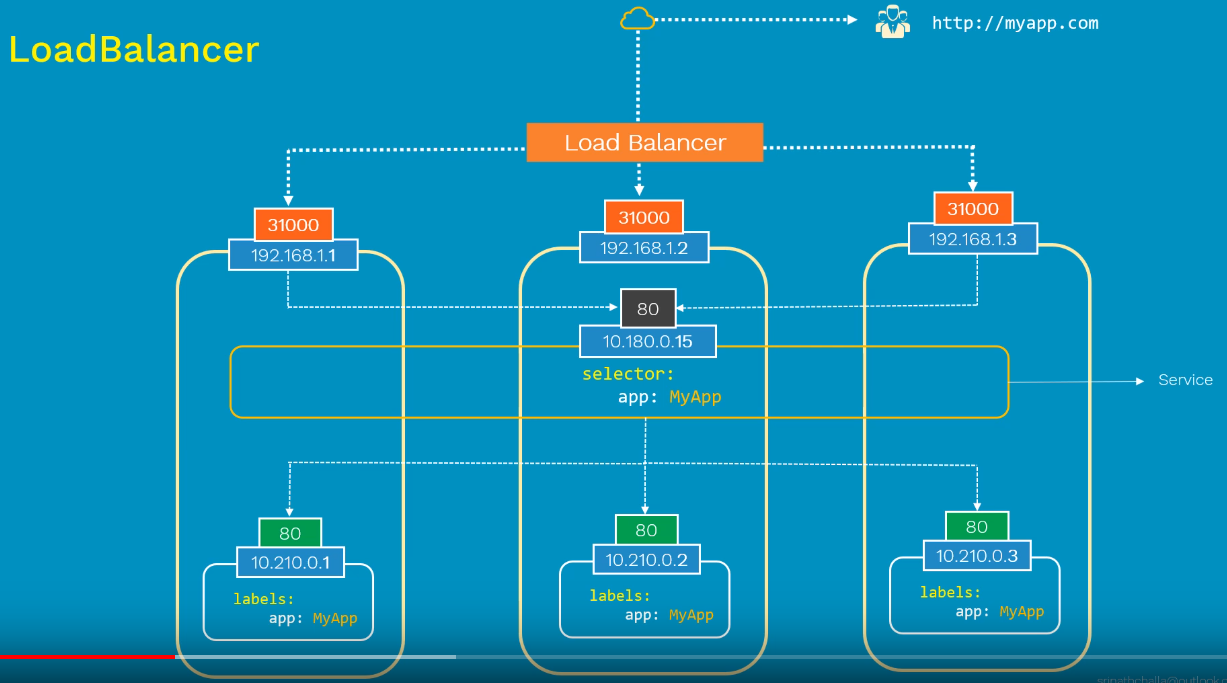 http://myapp.com
LoadBalancer
Load Balancer
31000
192.168.1.1
31000
192.168.1.2
31000
192.168.1.3
80
10.180.0.15
selector:
app: MyApp
Service
80
10.210.0.1
labels:
app: MyApp
80
10.210.0.2
labels:
app: MyApp
80
10.210.0.3
labels:
app: MyApp